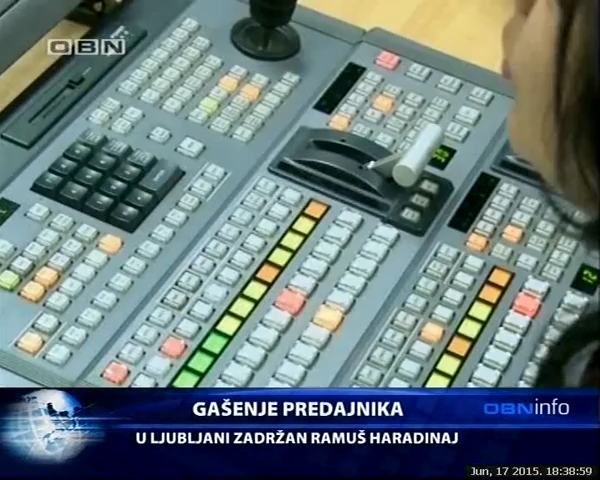 OBN
GAŠENJE PREDAJNIKA
OBNinfo
U LJUBLJANI ZADRŽAN RAMUŠ HARADINAJ
Jun, 17 2015. 18:38:59